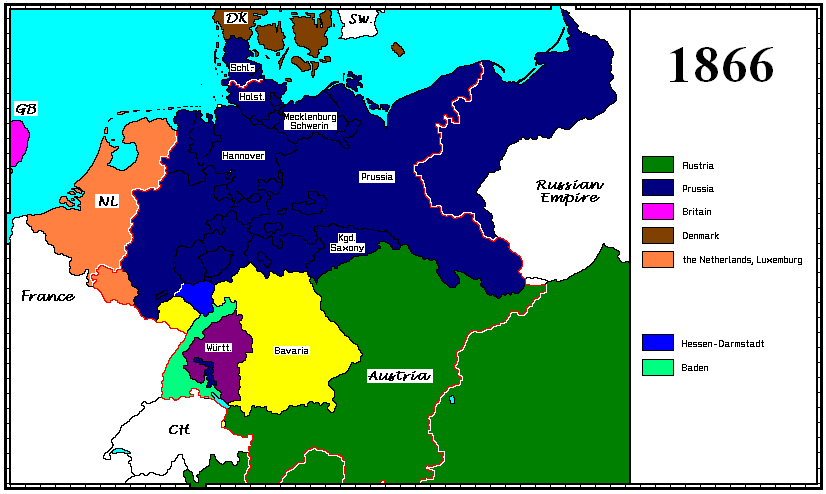 DK
SW.
1866
Schl-
Holst.
GB
Mecklenburg
Schwerin
Hannover
Austria
Prussia
Prussia
Russian
Empire
Britain
NL
Denmark
Kgd.
Saxony
the Netherlands, Luxemburg
France
Hessen-Darmstadt
Württ.
Bavaria
Baden
Austria
CH